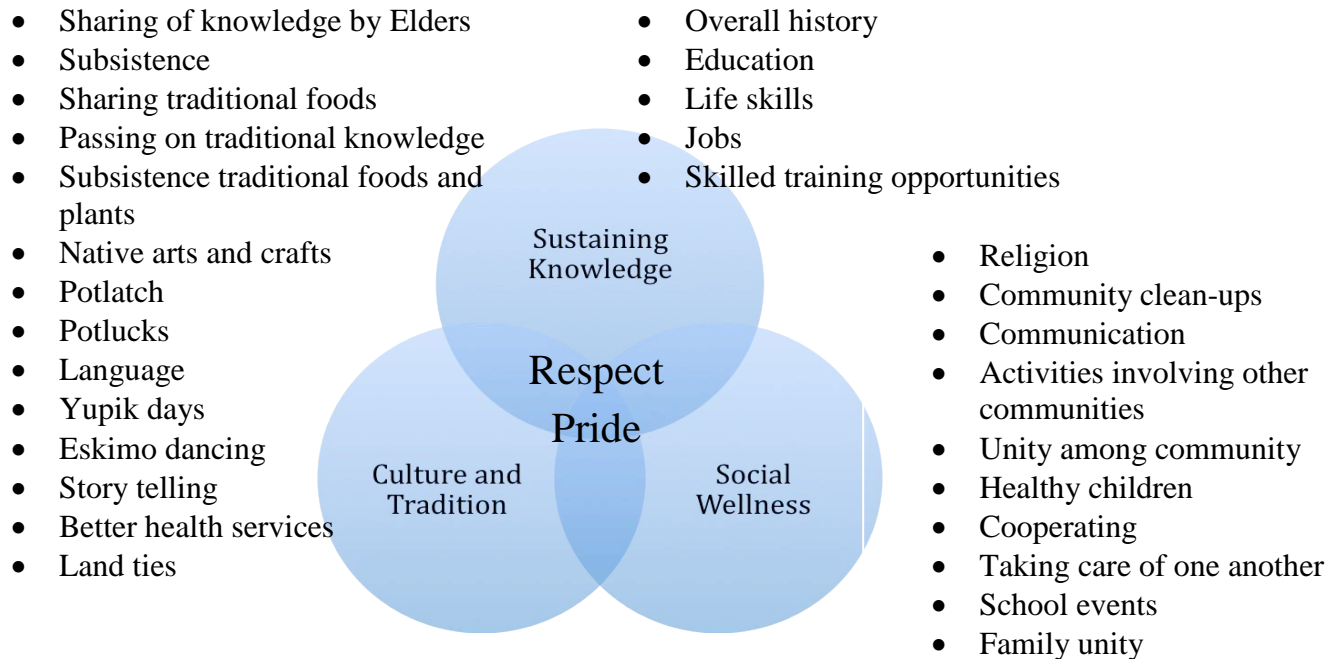 • Sharing of knowledge by Elders
• Subsistence
• Sharing traditional foods
• Passing on traditional knowledge
• Subsistence traditional foods and
plants
• Native arts and crafts
• Potlatch
• Potlucks
• Language
• Yupik days
• Eskimo dancing
• Story telling
• Better health services
• Land ties
• Overall history
• Education
• Life skills
• Jobs
• Skilled training opportunities
Sustaining
Knowledge
Respect
Pride
Culture and
Tradition
Social
Wellness
• Religion
• Community clean-ups
• Communication
• Activities involving other
communities
• Unity among community
• Healthy children
• Cooperating
• Taking care of one another
• School events
• Family unity